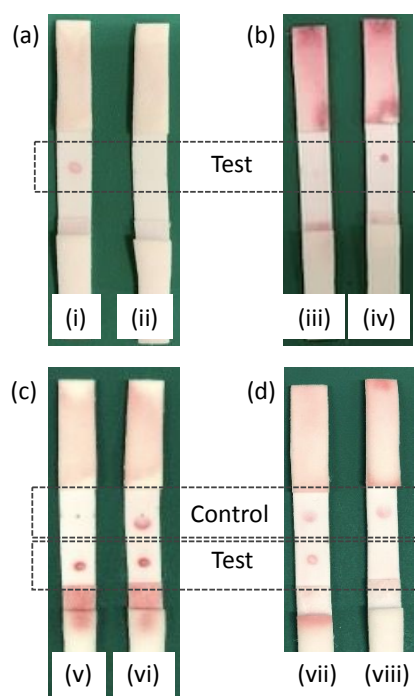 (a)
(b)
Test
(i)
(ii)
(iii)
(iv)
(c)
(d)
Control
Test
(v)
(vi)
(vii)
(viii)